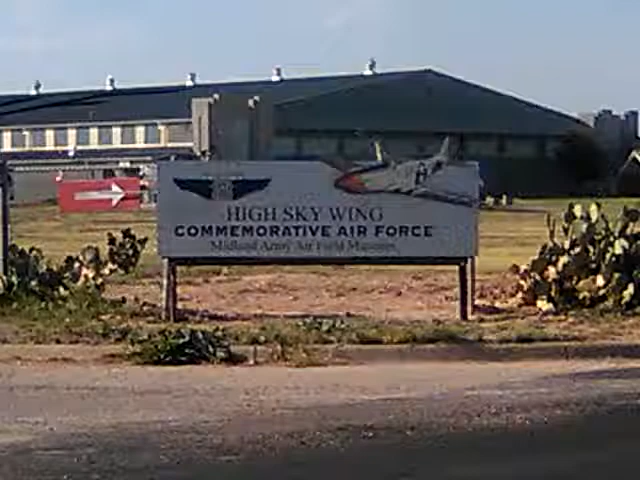 HIGH SKY WING
COMMEMORATIVE AIR FORCE
Midland Army Air Field Museum